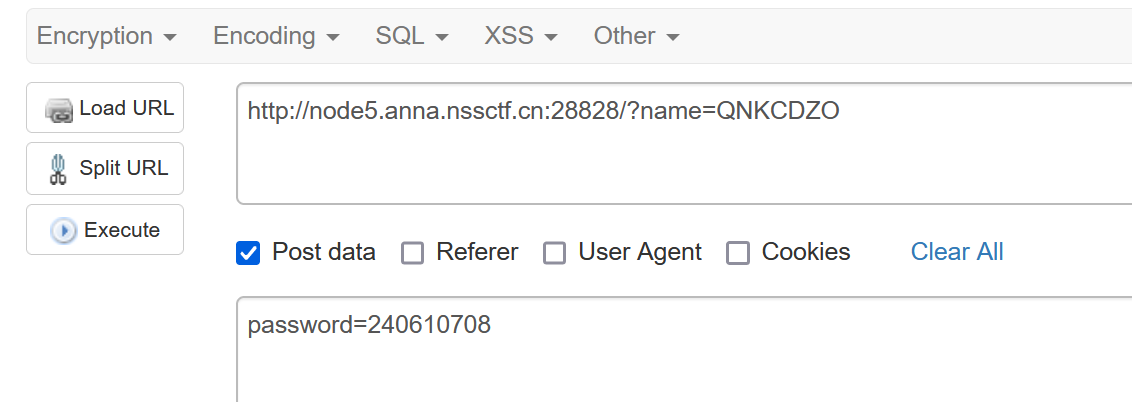 Encryption Encoding SQL XSS Other
Load URL
http://node5.anna.nssctf.cn:28828/?name=QNKCDZO
Split URL
Execute
Post data Referer User Agent Cookies Clear All
password=240610708